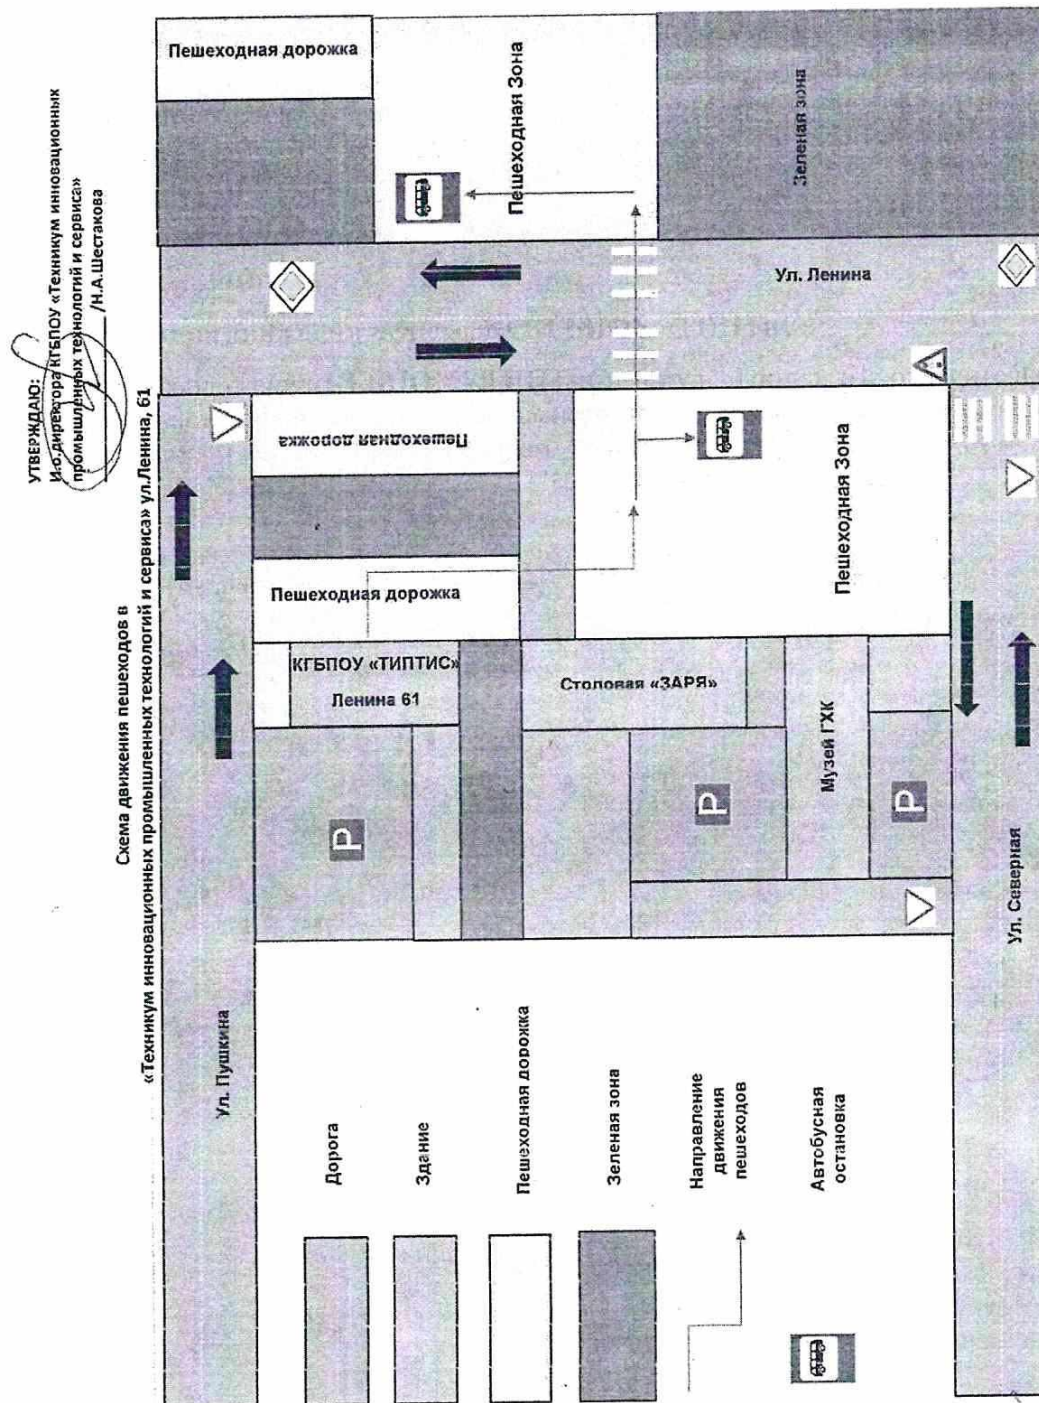 УТВЕРЖДАЮ:
И.о.директора КГБПОУ «Техникум инновационных
промышленных технологий и сервиса»
/Н.А.Шестакова
Схема движения пешеходов в
«Техникум инновационных промышленных технологий и сервиса» ул.Ленина, 61
Пешеходная дорожка
Пешеходная Зона
Зеленая зона
Ул. Ленина
Пешеходная дорожка
Пешеходная дорожка
Пешеходная Зона
КГБПОУ «ТИПТИС»
Ленина 61
Столовая «ЗАРЯ»
Музей ГХК
P
P
P
Ул. Пушкина
Ул. Северная
Дорога
Здание
Пешеходная дорожка
Зеленая зона
Направление
движения
пешеходов
Автобусная
остановка